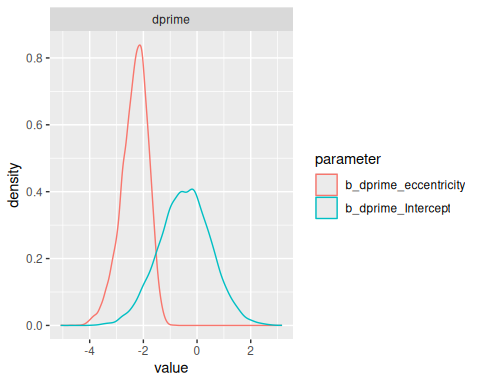 dprime
density
0.8
0.6
0.4
0.2
0.0
-4
-2
0
2
value
parameter
b_dprime_eccentricity
b_dprime_Intercept